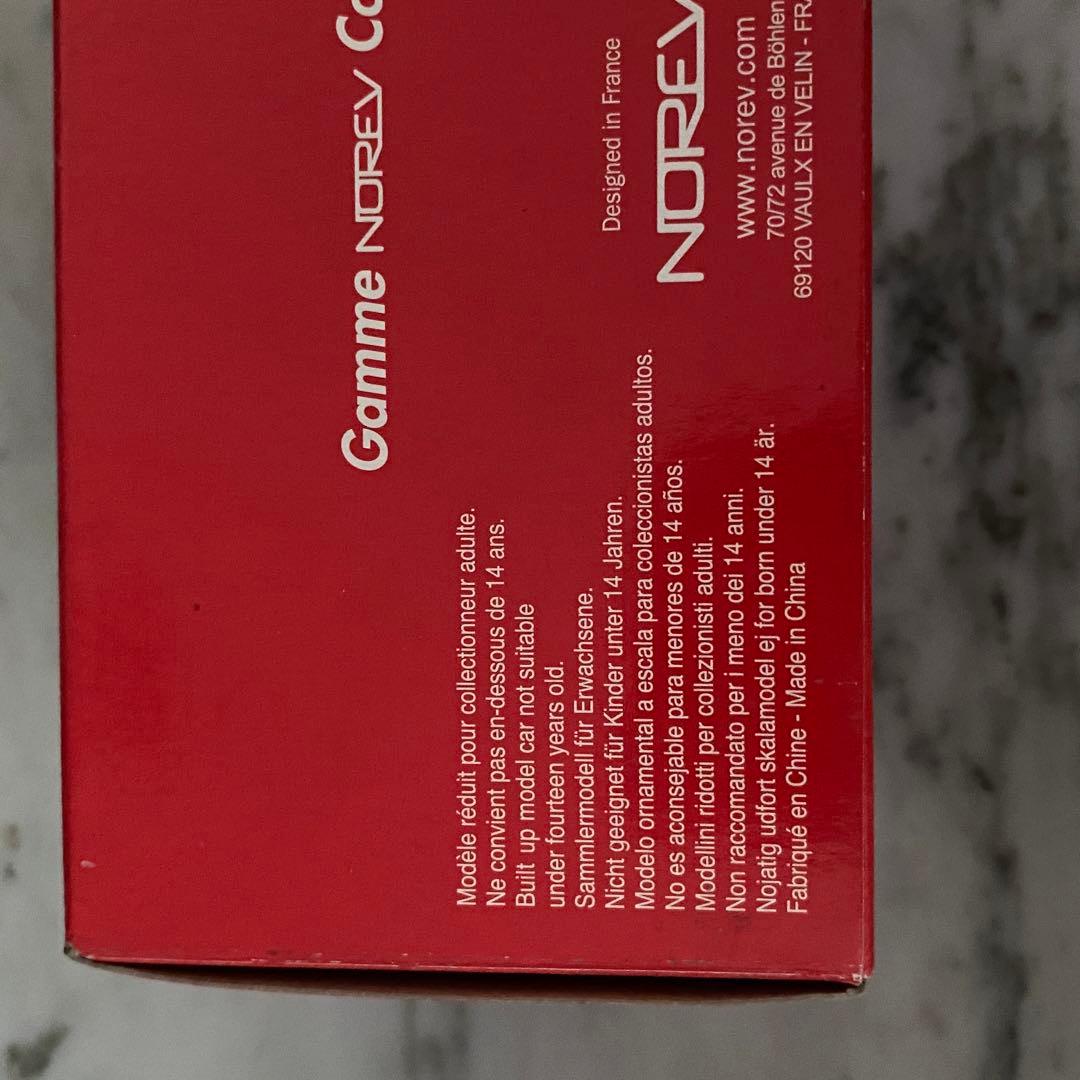 Gamme NOREV
Modèle réduit pour collectionneur adulte.
Ne convient pas en-dessous de 14 ans.
Built up model car not suitable
under fourteen years old.
Sammlermodell für Erwachsene.
Nicht geeignet für Kinder unter 14 Jahren.
Modelo ornamental a escala para coleccionistas adultos.
No es aconsejable para menores de 14 años.
Modellini ridotti per collezionisti adulti.
Non raccomandato per i meno dei 14 anni.
Nojatig udfort skalamodel ej for born under 14 är.
Fabriqué en Chine - Made in China
Designed in France
NOREV
www.norev.com
70/72 avenue de Böhlen
69120 VAULX EN VELIN - FRA